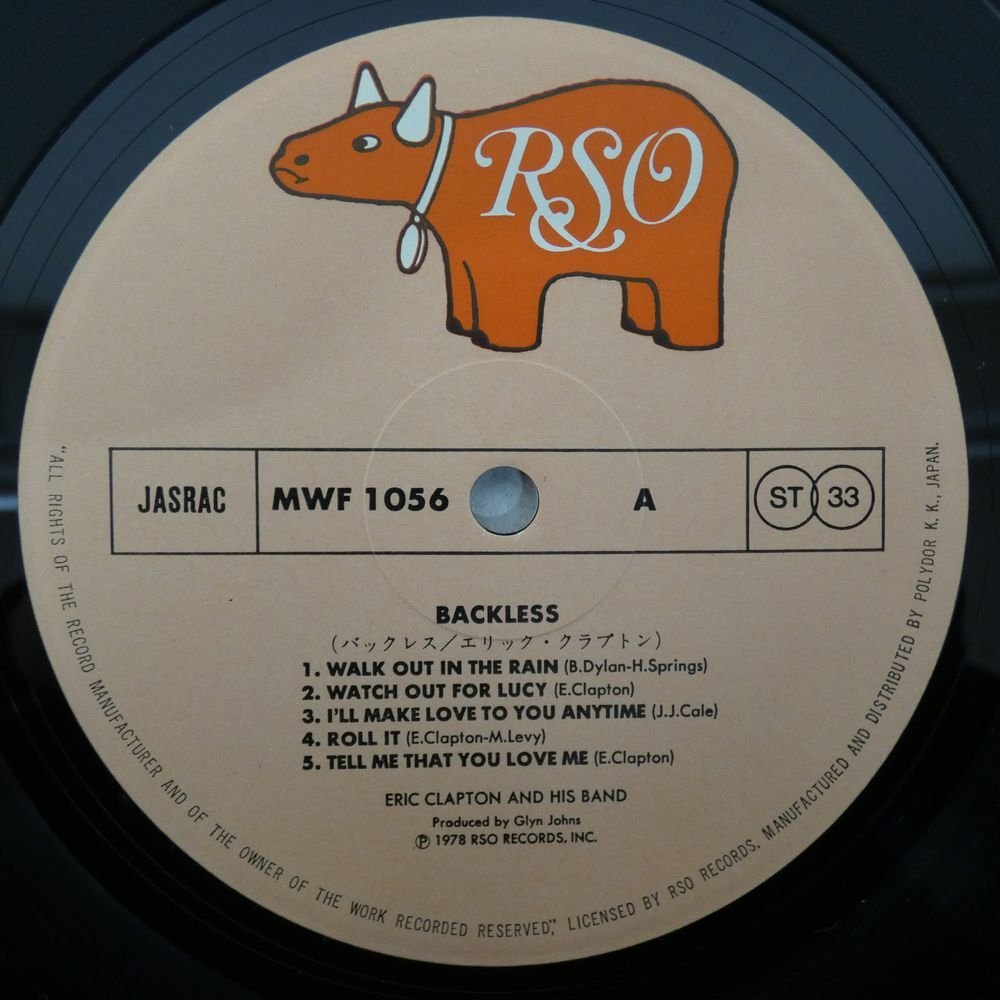 RSO
JASRAC
MWF 1056
A
ST 33
BACKLESS
(バックレス/エリック・クラプトン)
1. WALK OUT IN THE RAIN (B.Dylan-H.Springs)
2. WATCH OUT FOR LUCY (E.Clapton)
3. I'LL MAKE LOVE TO YOU ANYTIME (J.J.Cale)
4. ROLL IT (E.Clapton-M.Levy)
5. TELL ME THAT YOU LOVE ME (E.Clapton)
ERIC CLAPTON AND HIS BAND
Produced by Glyn Johns
℗ 1978 RSO RECORDS, INC.
"ALL RIGHTS OF THE RECORD MANUFACTURER AND OF THE OWNER OF THE WORK RECORDED RESERVED", LICENSED BY RSO RECORDS. MANUFACTURED AND DISTRIBUTED BY POLYDOR K. K., JAPAN.